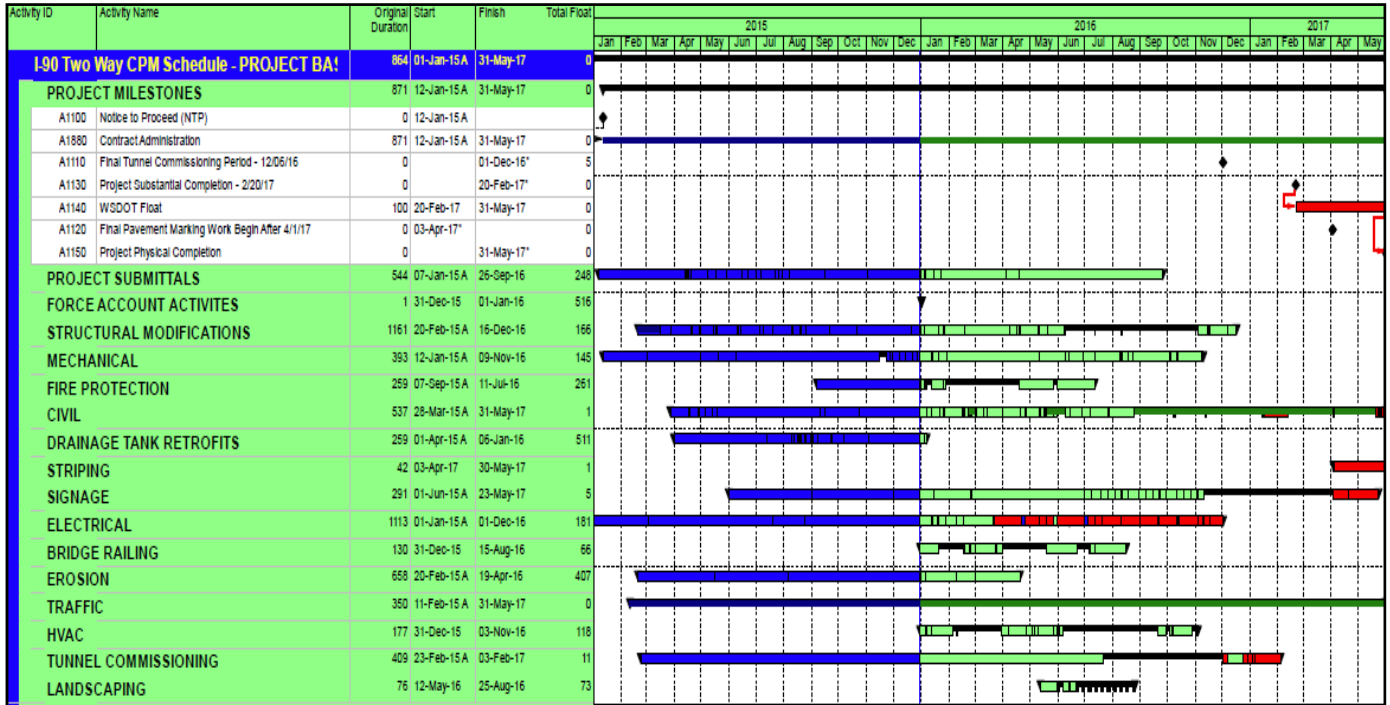 Activity ID Activity Name Original Start Finish Total Float
Duration
2015 2016 2017
Jan Feb Mar Apr May Jun Jul Aug Sep Oct Nov Dec Jan Feb Mar Apr May Jun Jul Aug Sep Oct Nov Dec Jan Feb Mar Apr May
I-90 Two Way CPM Schedule - PROJECT BAS 864 01-Jan-15 A 31-May-17 0
PROJECT MILESTONES 871 12-Jan-15 A 31-May-17 0
A1100 Notice to Proceed (NTP) 0 12-Jan-15 A 0
A1880 Contract Administration 871 12-Jan-15 A 31-May-17 0
A1110 Final Tunnel Commissioning Period - 12/06/16 0 01-Dec-16* 5
A1130 Project Substantial Completion - 2/20/17 0 20-Feb-17* 0
A1140 WSDOT Float 100 20-Feb-17 31-May-17 0
A1120 Final Pavement Marking Work Begin After 4/1/17 0 03-Apr-17* 0
A1150 Project Physical Completion 0 31-May-17* 0
PROJECT SUBMITTALS 544 07-Jan-15 A 26-Sep-16 248
FORCE ACCOUNT ACTIVITES 1 31-Dec-15 01-Jan-16 516
STRUCTURAL MODIFICATIONS 1161 20-Feb-15 A 16-Dec-16 166
MECHANICAL 393 12-Jan-15 A 09-Nov-16 145
FIRE PROTECTION 259 07-Sep-15 A 11-Jul-16 261
CIVIL 537 28-Mar-15 A 31-May-17 1
DRAINAGE TANK RETROFITS 259 01-Apr-15 A 06-Jan-16 511
STRIPING 42 03-Apr-17 30-May-17 1
SIGNAGE 291 01-Jun-15 A 23-May-17 5
ELECTRICAL 1113 01-Jan-15 A 01-Dec-16 181
BRIDGE RAILING 130 31-Dec-15 15-Aug-16 66
EROSION 658 20-Feb-15 A 19-Apr-16 407
TRAFFIC 350 11-Feb-15 A 31-May-17 0
HVAC 177 31-Dec-15 03-Nov-16 118
TUNNEL COMMISSIONING 409 23-Feb-15 A 03-Feb-17 11
LANDSCAPING 76 12-May-16 25-Aug-16 73